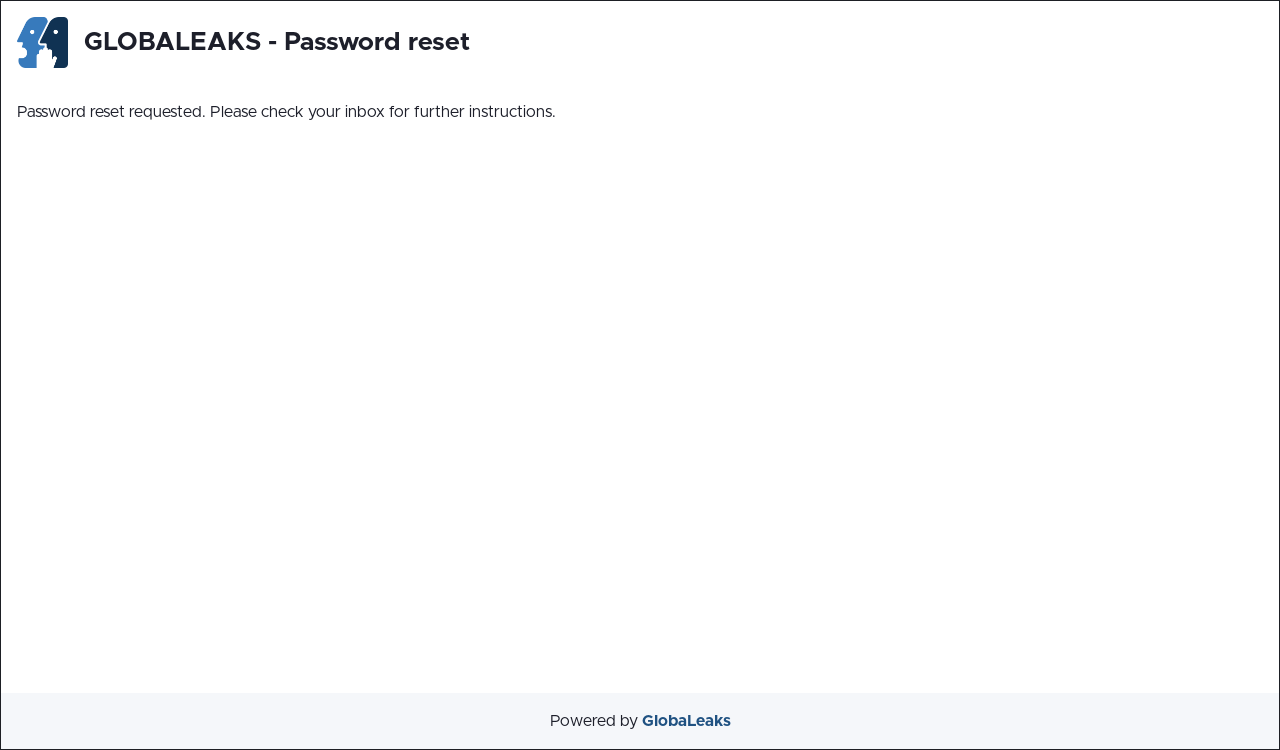 GLOBALEAKS - Password reset
Password reset requested. Please check your inbox for further instructions.
Powered by GlobaLeaks